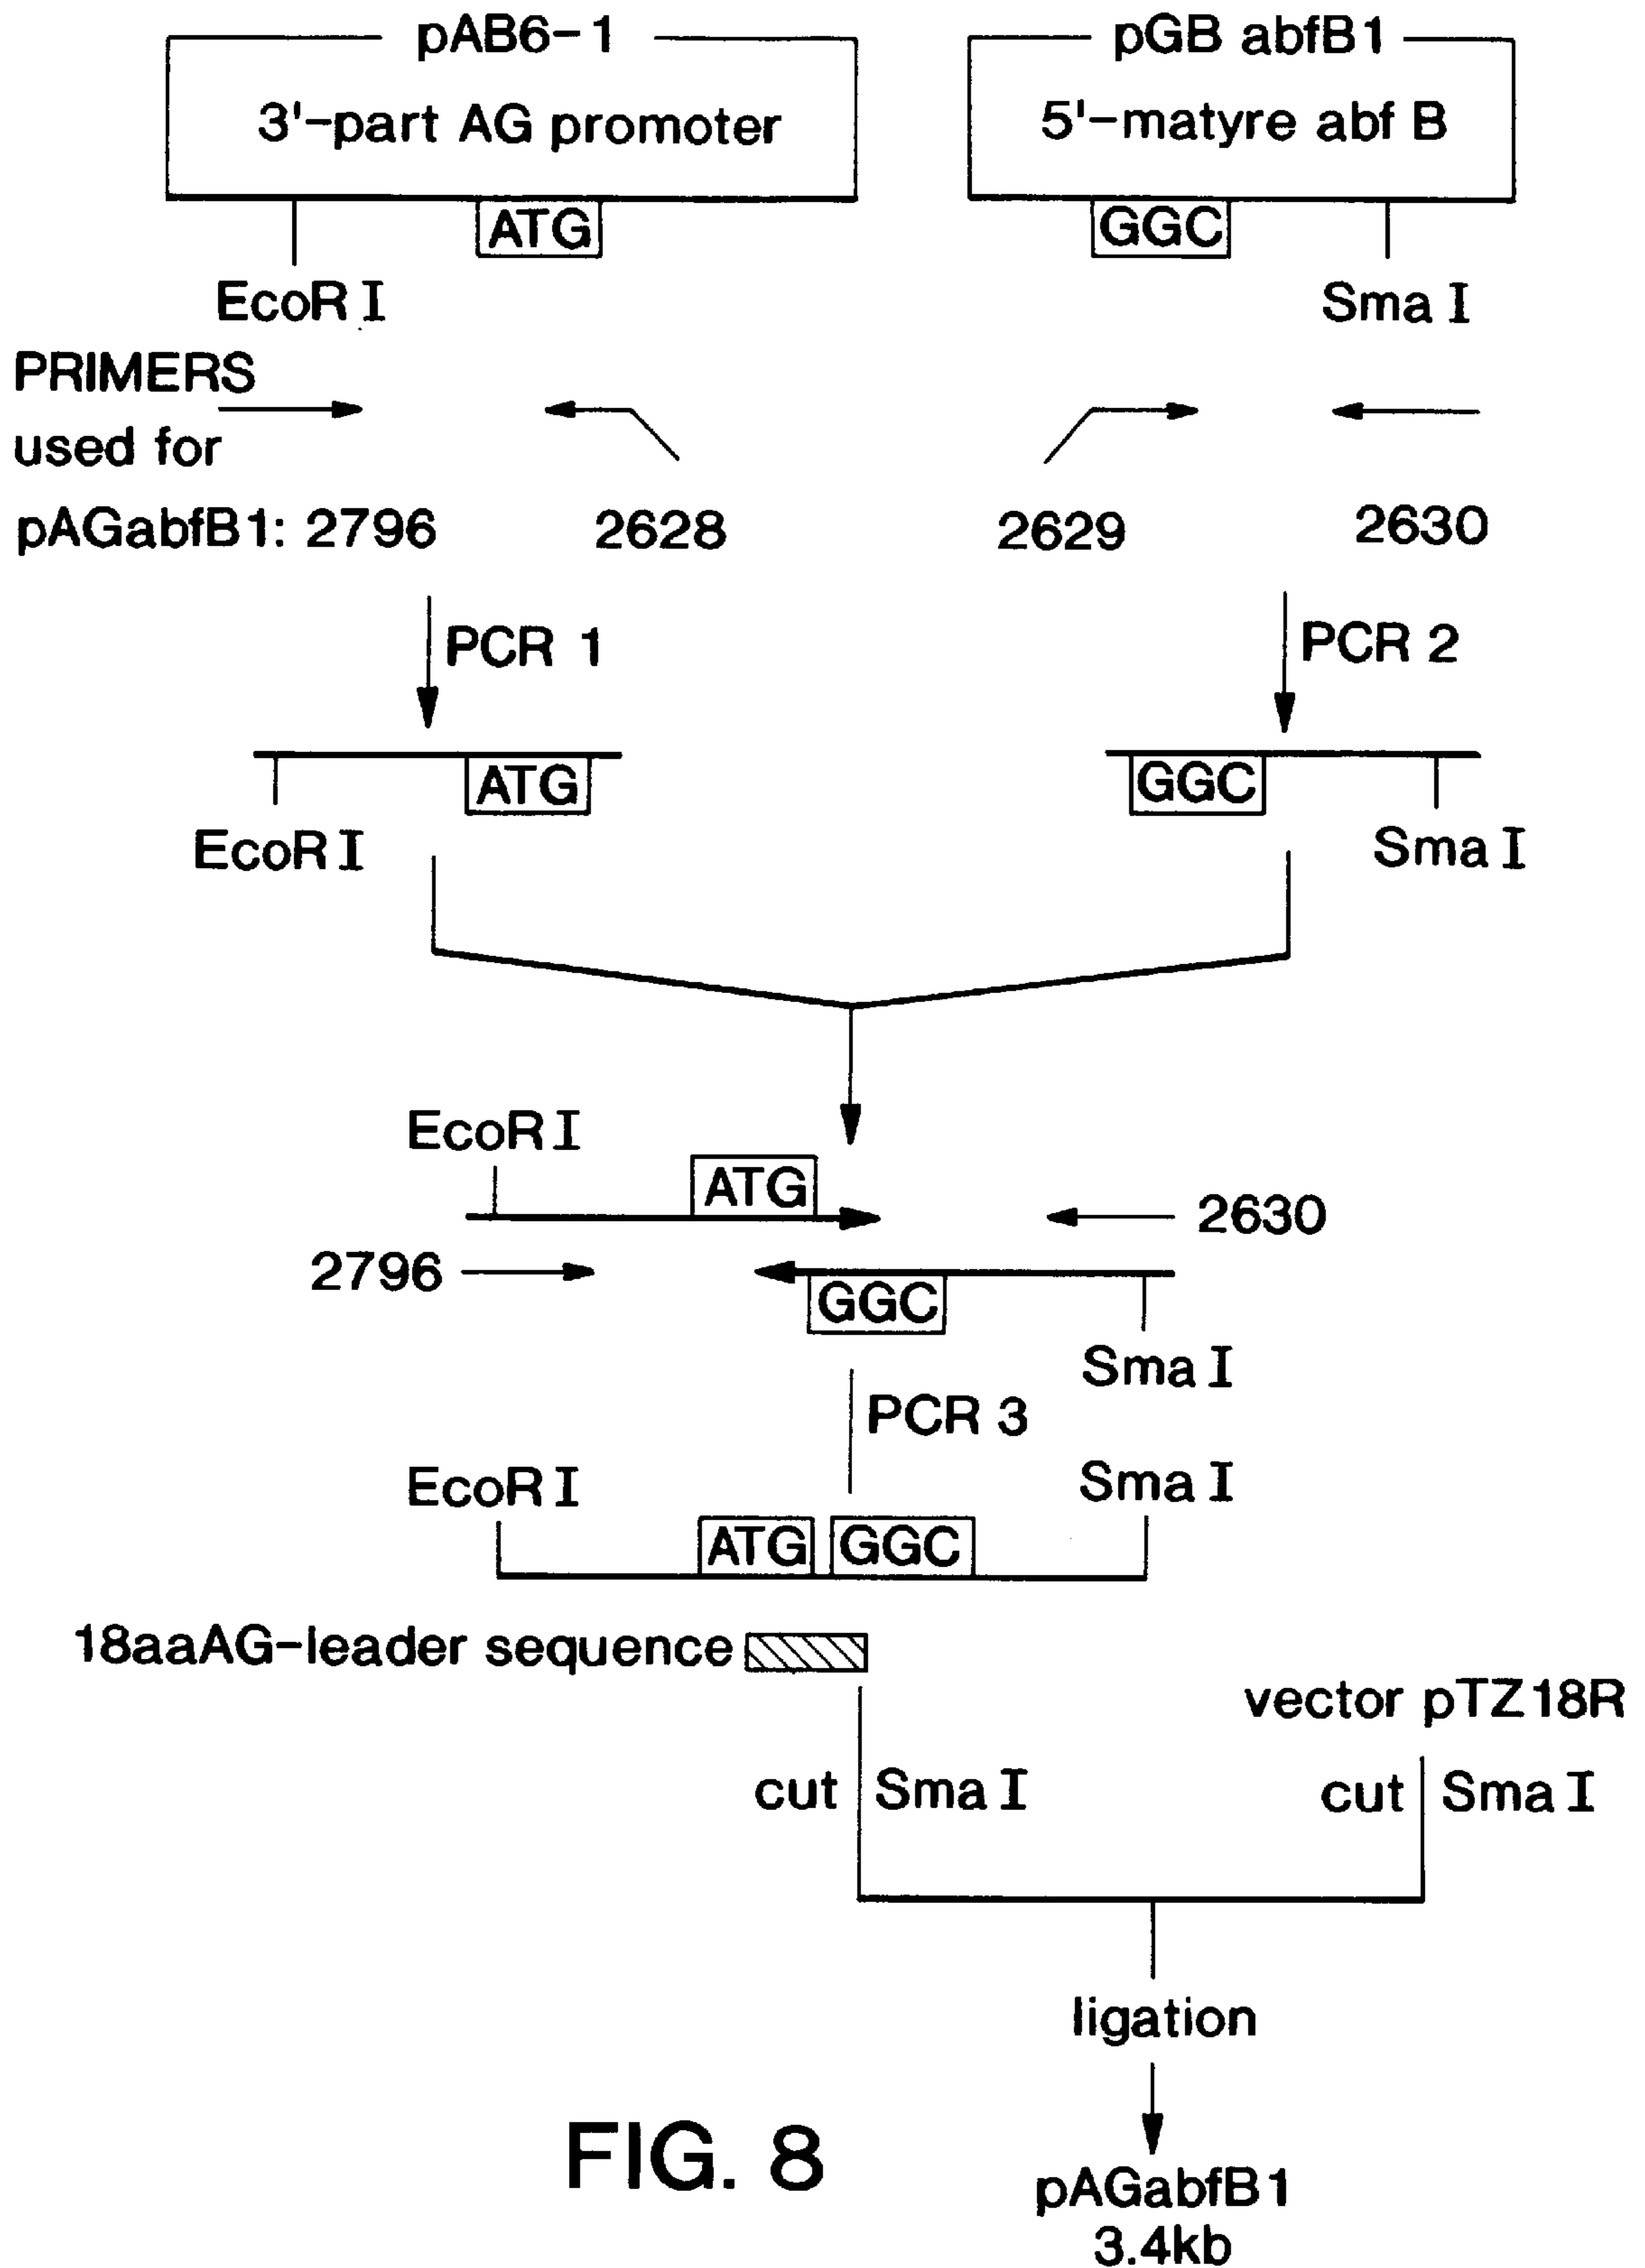 pAB6-1
pGB abfB1
3'-part AG promoter
5'-matyre abf B
ATG
GGC
EcoR I
Sma I
PRIMERS
used for
pAGabfB1: 2796
2628
2629
2630
PCR 1
PCR 2
ATG
GGC
EcoR I
Sma I
EcoR I
ATG
2630
2796
GGC
Sma I
PCR 3
EcoR I
Sma I
ATG
GGC
18aaAG-leader sequence
vector pTZ18R
cut
Sma I
cut
Sma I
ligation
FIG. 8
pAGabfB1
3.4kb